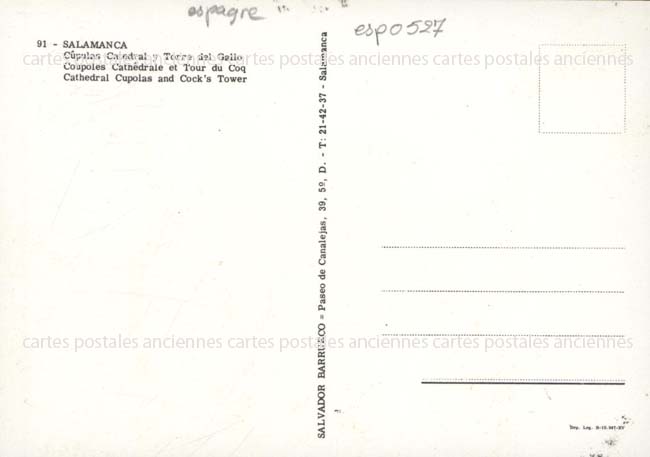 espagne
esp0527
91 - SALAMANCA
Cúpulas Catedral y Torre del Gallo
Coupoles Cathédrale et Tour du Coq
Cathedral Cupolas and Cock's Tower
SALVADOR BARRUECO = Paseo de Canalejas, 39, 5º, D. - T: 21-42-37 - Salamanca
cartes postales anciennes cartes postales anciennes cartes postales anciennes
cartes postales anciennes cartes postales anciennes cartes postales anciennes
Dep. Leg.